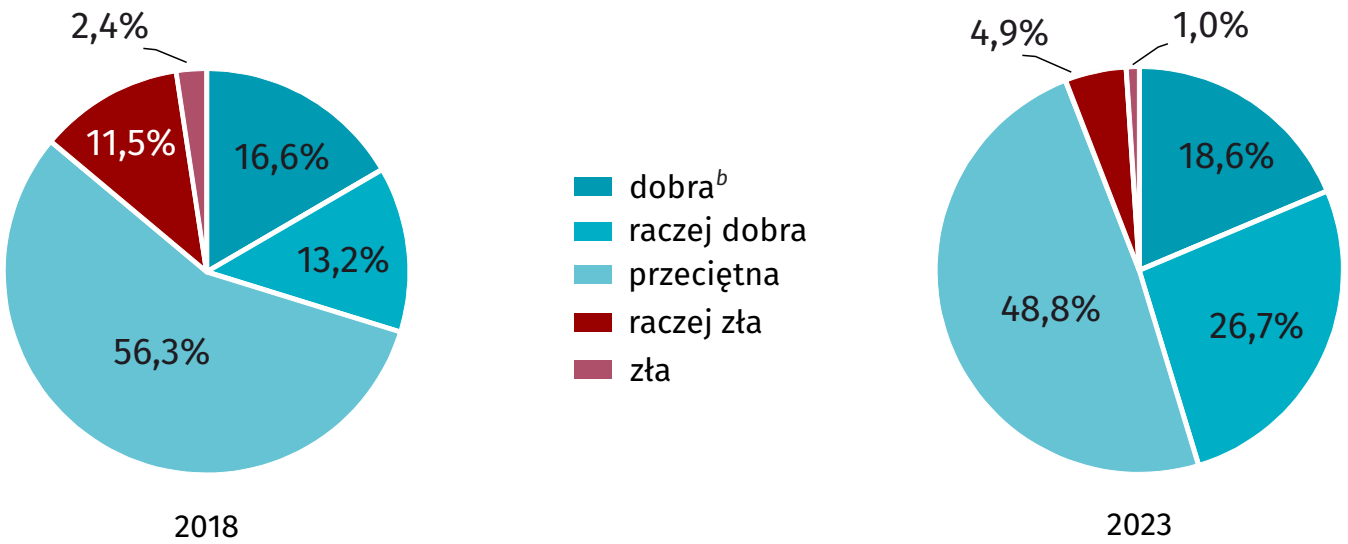 2,4%
11,5%
16,6%
13,2%
56,3%
2018
dobra^b
raczej dobra
przeciętna
raczej zła
zła
4,9%
1,0%
18,6%
48,8%
26,7%
2023